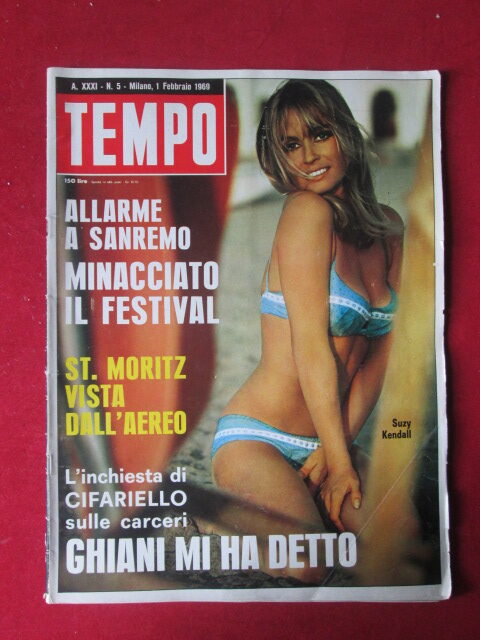 A. XXXI - N. 5 - Milano, 1 Febbraio 1969
TEMPO
150 lire
ALLARME
A SANREMO
MINACCIATO
IL FESTIVAL
ST. MORITZ
VISTA
DALL'AEREO
Suzy
Kendall
L'inchiesta di
CIFARIELLO
sulle carceri
GHIANI MI HA DETTO